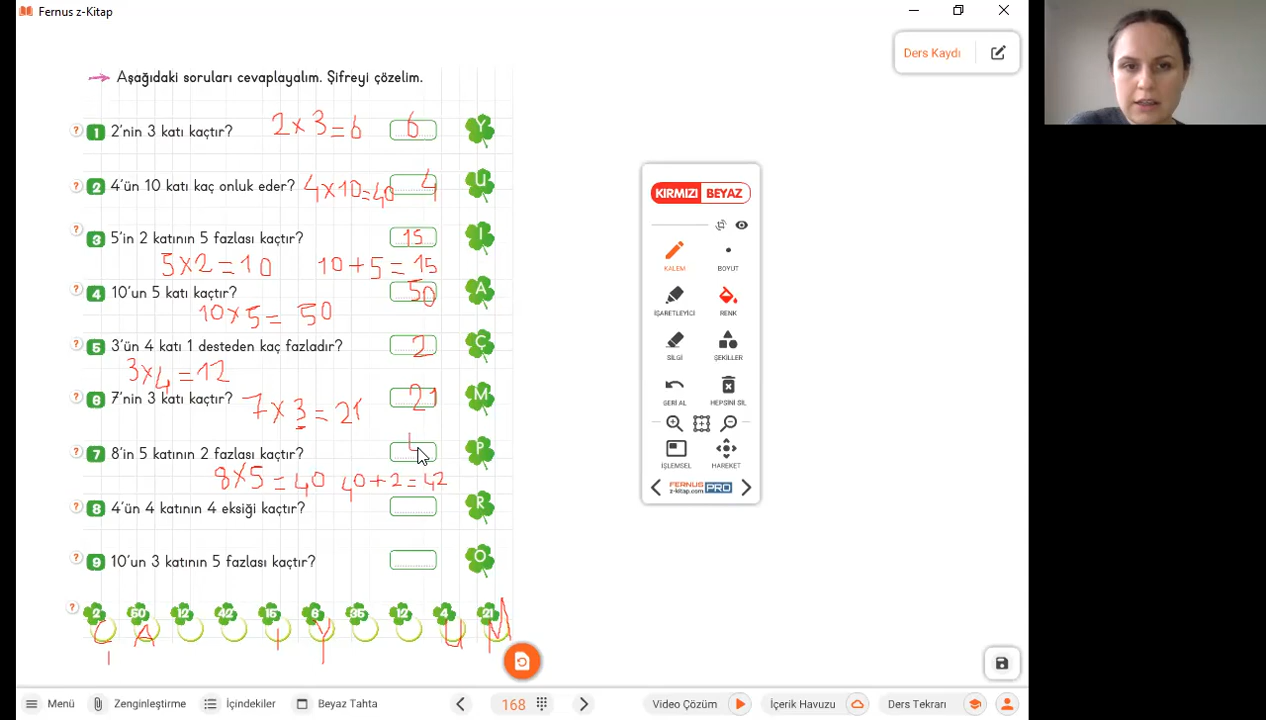 Fernus z-Kitap
Ders Kaydı
Aşağıdaki soruları cevaplayalım. Şifreyi çözelim.
? 1 2'nin 3 katı kaçtır? 2x3=6 6 Y
? 2 4'ün 10 katı kaç onluk eder? 4x10=40 4 U
? 3 5'in 2 katının 5 fazlası kaçtır? 15 I
5x2=10 10+5=15
? 4 10'un 5 katı kaçtır? 50 A
10x5= 50
? 5 3'ün 4 katı 1 desteden kaç fazladır? 2 Ç
3x4=12
? 6 7'nin 3 katı kaçtır? 7x3=21 21 M
? 7 8'in 5 katının 2 fazlası kaçtır? P
8x5=40 40+2=42
? 8 4'ün 4 katının 4 eksiği kaçtır? R
? 9 10'un 3 katının 5 fazlası kaçtır? O
? 2 50 12 42 15 6 35 12 4 21
Ç A I Y U M
KIRMIZI BEYAZ
KALEM BOYUT
İŞARETLEYİCİ RENK
SİLGİ ŞEKİLLER
GERİ AL HEPSİNİ SİL
İŞLEMSEL HAREKET
FERNUS z-kitap.com PRO
Menü Zenginleştirme İçindekiler Beyaz Tahta 168 Video Çözüm İçerik Havuzu Ders Tekrarı